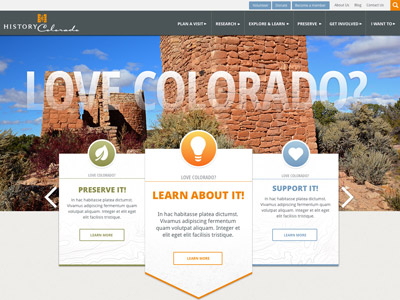 Volunteer Donate Become a Member About Us Blog Contact Us
HISTORY Colorado
PLAN A VISIT RESEARCH EXPLORE & LEARN PRESERVE GET INVOLVED I WANT TO
LOVE COLORADO?
LOVE COLORADO?
PRESERVE IT!
In hac habitasse platea dictumst.
Vivamus adipiscing fermentum
quam volutpat aliquam. Integer et
elit eget elit facilisis tristique.
LEARN MORE
LOVE COLORADO?
LEARN ABOUT IT!
In hac habitasse platea dictumst.
Vivamus adipiscing fermentum quam
volutpat aliquam. Integer et elit eget elit
facilisis tristique.
LEARN MORE
LOVE COLORADO?
SUPPORT IT!
In hac habitasse platea dictumst.
Vivamus adipiscing fermentum
quam volutpat aliquam. Integer et
elit eget elit facilisis tristique.
LEARN MORE